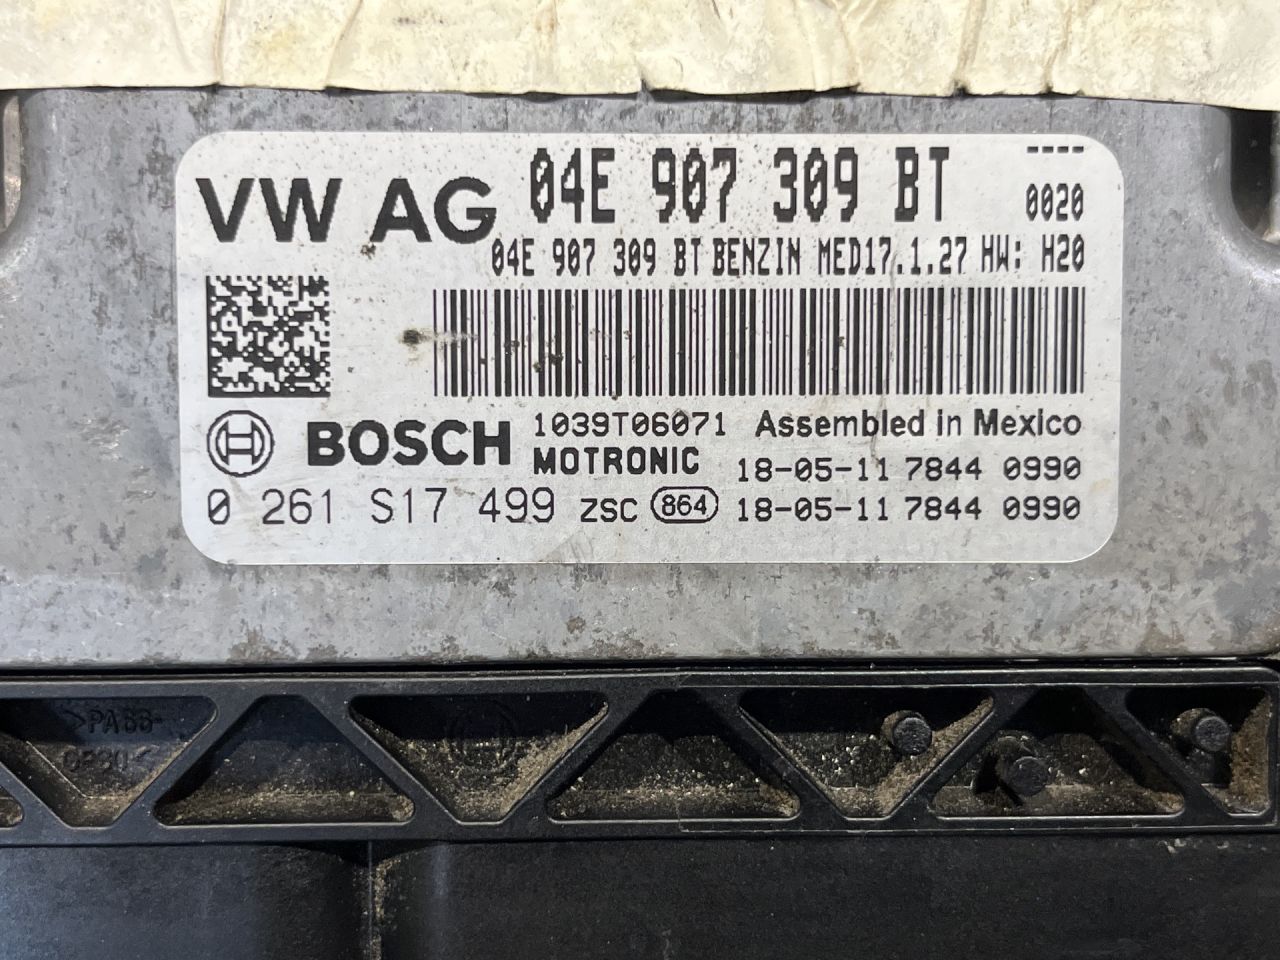 VW AG 04E 907 309 BT ----
0020
04E 907 309 BT BENZIN MED17.1.27 HW: H20
BOSCH 1039T06071 Assembled in Mexico
MOTRONIC 18-05-11 7844 0990
0 261 S17 499 ZSC 864 18-05-11 7844 0990
>PA66-
GF30<